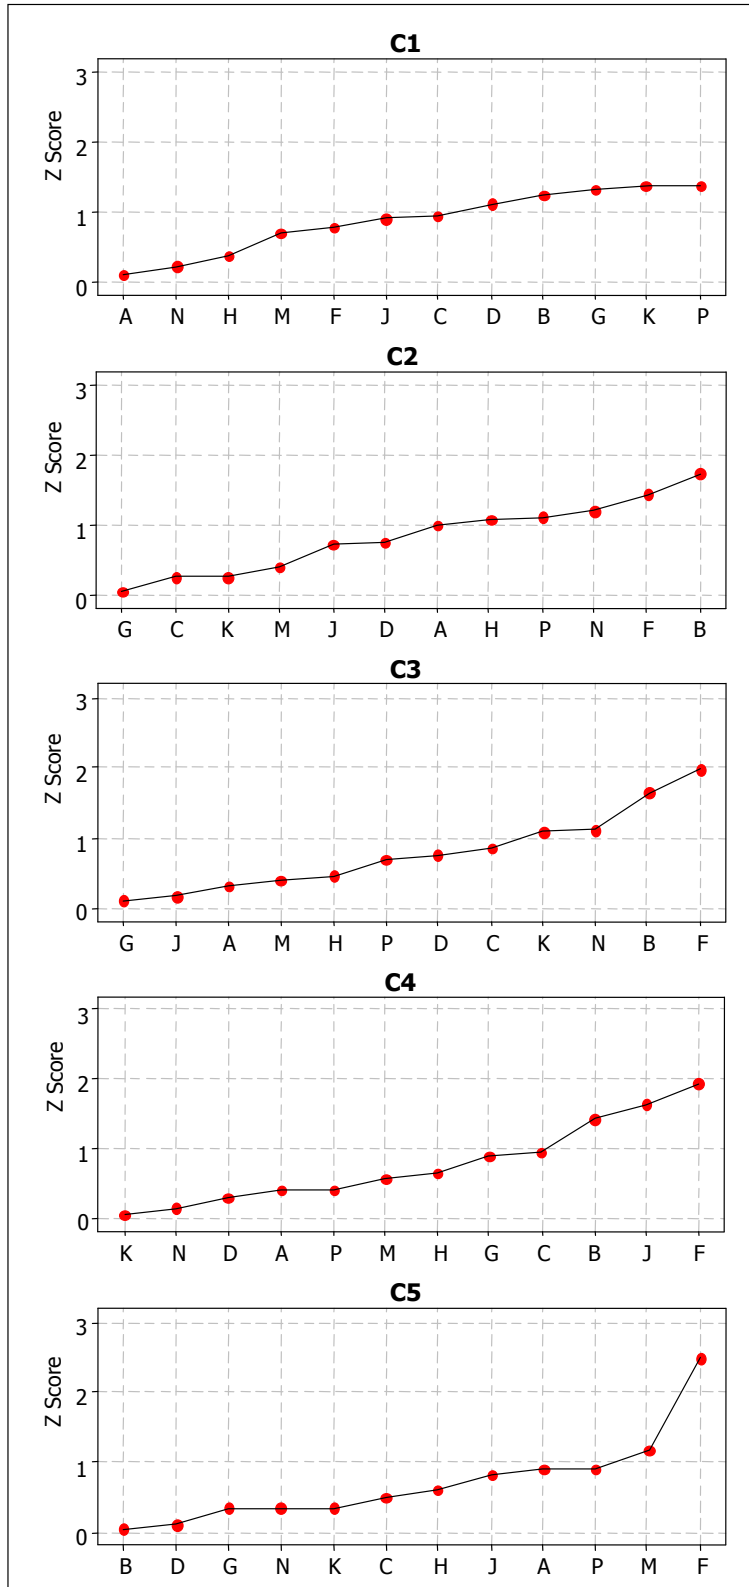 C1
3
2
1
0
Z Score
A N H M F J C D B G K P
C2
3
2
1
0
Z Score
G C K M J D A H P N F B
C3
3
2
1
0
Z Score
G J A M H P D C K N B F
C4
3
2
1
0
Z Score
K N D A P M H G C B J F
C5
3
2
1
0
Z Score
B D G N K C H J A P M F